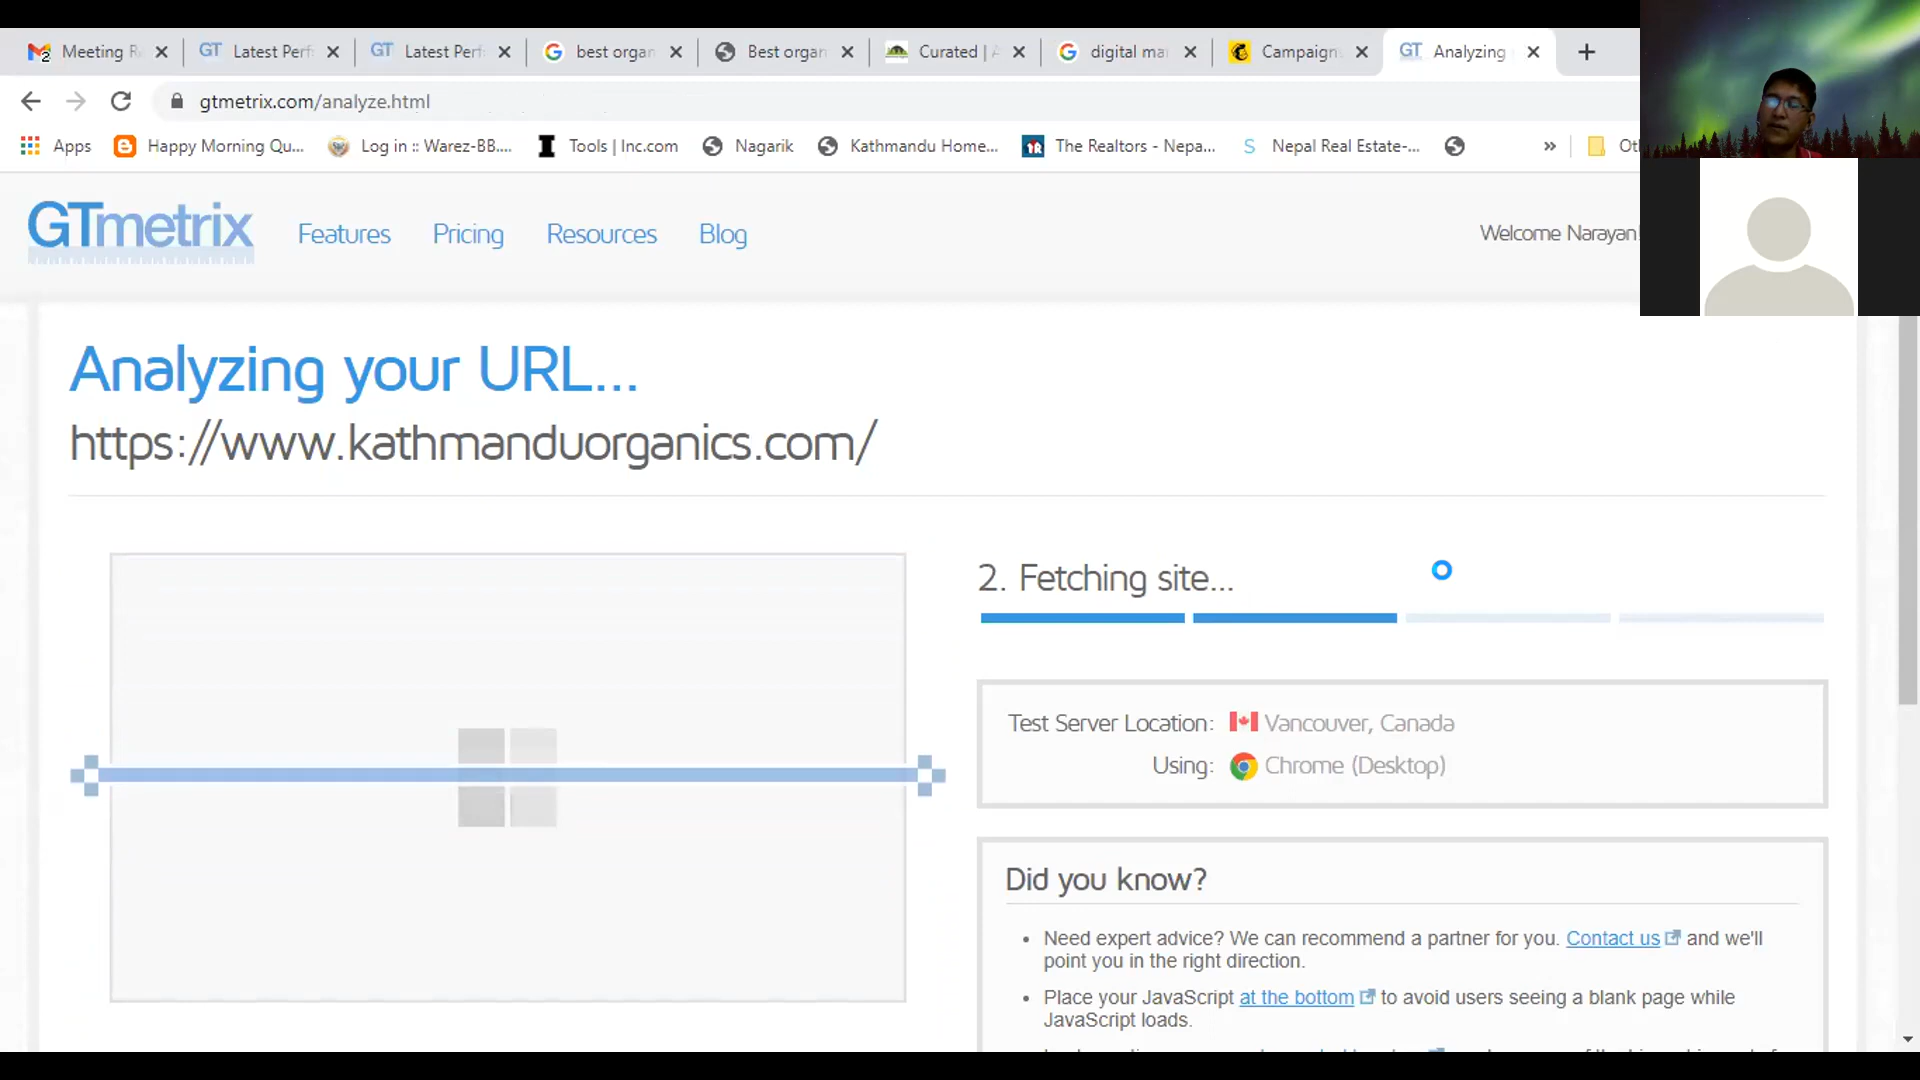 Meeting Re
Latest Perf
Latest Perf
best organ
Best organ
Curated | A
digital mar
Campaign
Analyzing
gtmetrix.com/analyze.html
Apps
Happy Morning Qu...
Log in :: Warez-BB....
Tools | Inc.com
Nagarik
Kathmandu Home...
The Realtors - Nepa...
Nepal Real Estate-...
»
GTmetrix
Features
Pricing
Resources
Blog
Welcome Narayan!
Analyzing your URL...
https://www.kathmanduorganics.com/
2. Fetching site...
Test Server Location: Vancouver, Canada
Using: Chrome (Desktop)
Did you know?
• Need expert advice? We can recommend a partner for you. Contact us and we'll
point you in the right direction.
• Place your JavaScript at the bottom to avoid users seeing a blank page while
JavaScript loads.